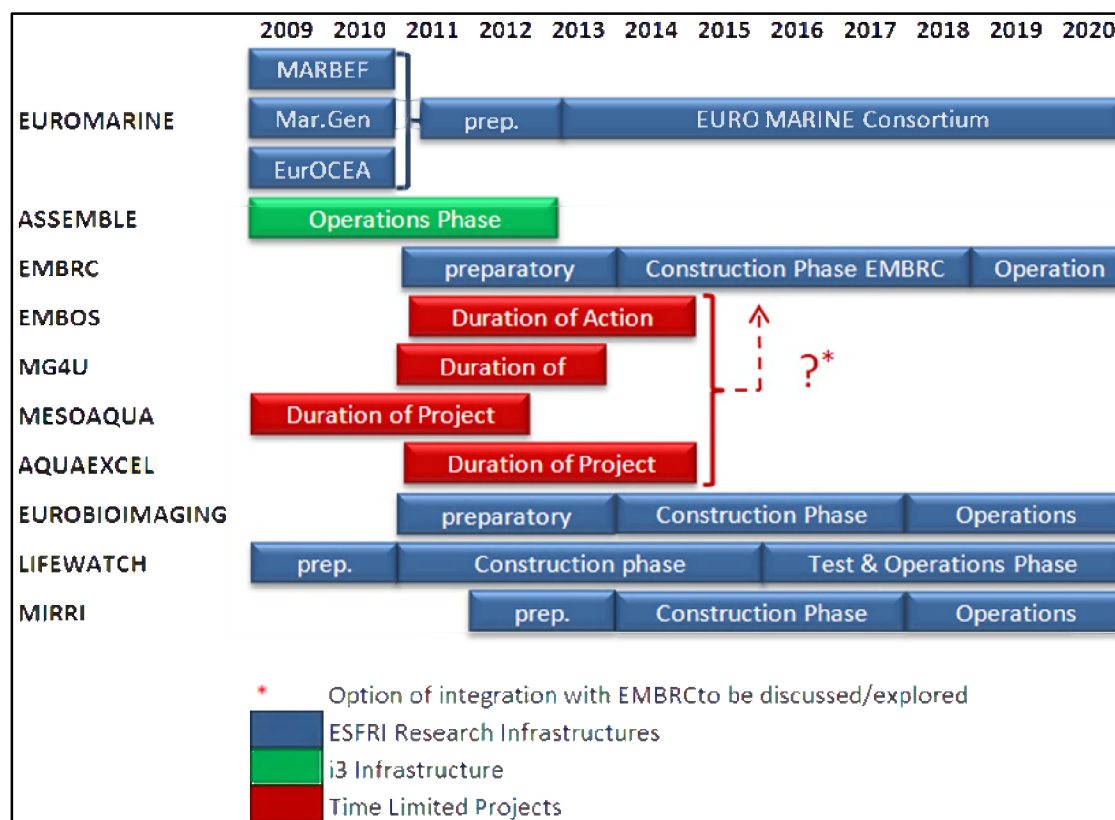 2009 2010 2011 2012 2013 2014 2015 2016 2017 2018 2019 2020
MARBEF
EUROMARINE Mar.Gen prep. EURO MARINE Consortium
EurOCEA
ASSEMBLE Operations Phase
EMBRC preparatory Construction Phase EMBRC Operation
EMBOS Duration of Action
MG4U Duration of
?*
MESOAQUA Duration of Project
AQUAEXCEL Duration of Project
EUROBIOIMAGING preparatory Construction Phase Operations
LIFEWATCH prep. Construction phase Test & Operations Phase
MIRRI prep. Construction Phase Operations
* Option of integration with EMBRCto be discussed/explored
ESFRI Research Infrastructures
i3 Infrastructure
Time Limited Projects